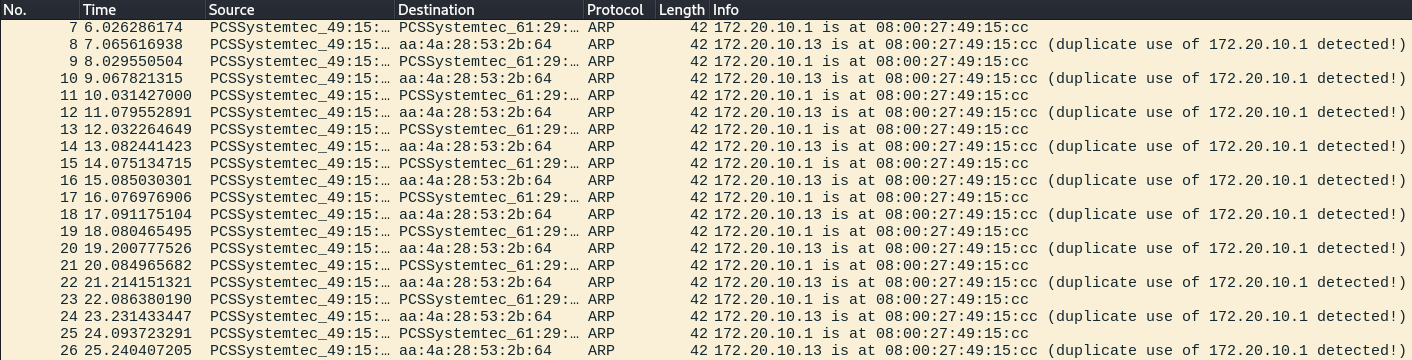 No. Time Source Destination Protocol Length Info
7 6.026286174 PCSSystemtec_49:15:… PCSSystemtec_61:29:… ARP 42 172.20.10.1 is at 08:00:27:49:15:cc
8 7.065616938 PCSSystemtec_49:15:… aa:4a:28:53:2b:64 ARP 42 172.20.10.13 is at 08:00:27:49:15:cc (duplicate use of 172.20.10.1 detected!)
9 8.029550504 PCSSystemtec_49:15:… PCSSystemtec_61:29:… ARP 42 172.20.10.1 is at 08:00:27:49:15:cc
10 9.067821315 PCSSystemtec_49:15:… aa:4a:28:53:2b:64 ARP 42 172.20.10.13 is at 08:00:27:49:15:cc (duplicate use of 172.20.10.1 detected!)
11 10.031427000 PCSSystemtec_49:15:… PCSSystemtec_61:29:… ARP 42 172.20.10.1 is at 08:00:27:49:15:cc
12 11.079552891 PCSSystemtec_49:15:… aa:4a:28:53:2b:64 ARP 42 172.20.10.13 is at 08:00:27:49:15:cc (duplicate use of 172.20.10.1 detected!)
13 12.032264649 PCSSystemtec_49:15:… PCSSystemtec_61:29:… ARP 42 172.20.10.1 is at 08:00:27:49:15:cc
14 13.082441423 PCSSystemtec_49:15:… aa:4a:28:53:2b:64 ARP 42 172.20.10.13 is at 08:00:27:49:15:cc (duplicate use of 172.20.10.1 detected!)
15 14.075134715 PCSSystemtec_49:15:… PCSSystemtec_61:29:… ARP 42 172.20.10.1 is at 08:00:27:49:15:cc
16 15.085030301 PCSSystemtec_49:15:… aa:4a:28:53:2b:64 ARP 42 172.20.10.13 is at 08:00:27:49:15:cc (duplicate use of 172.20.10.1 detected!)
17 16.076976906 PCSSystemtec_49:15:… PCSSystemtec_61:29:… ARP 42 172.20.10.1 is at 08:00:27:49:15:cc
18 17.091175104 PCSSystemtec_49:15:… aa:4a:28:53:2b:64 ARP 42 172.20.10.13 is at 08:00:27:49:15:cc (duplicate use of 172.20.10.1 detected!)
19 18.080465495 PCSSystemtec_49:15:… PCSSystemtec_61:29:… ARP 42 172.20.10.1 is at 08:00:27:49:15:cc
20 19.200777526 PCSSystemtec_49:15:… aa:4a:28:53:2b:64 ARP 42 172.20.10.13 is at 08:00:27:49:15:cc (duplicate use of 172.20.10.1 detected!)
21 20.084965682 PCSSystemtec_49:15:… PCSSystemtec_61:29:… ARP 42 172.20.10.1 is at 08:00:27:49:15:cc
22 21.214151321 PCSSystemtec_49:15:… aa:4a:28:53:2b:64 ARP 42 172.20.10.13 is at 08:00:27:49:15:cc (duplicate use of 172.20.10.1 detected!)
23 22.086380190 PCSSystemtec_49:15:… PCSSystemtec_61:29:… ARP 42 172.20.10.1 is at 08:00:27:49:15:cc
24 23.231433447 PCSSystemtec_49:15:… aa:4a:28:53:2b:64 ARP 42 172.20.10.13 is at 08:00:27:49:15:cc (duplicate use of 172.20.10.1 detected!)
25 24.093723291 PCSSystemtec_49:15:… PCSSystemtec_61:29:… ARP 42 172.20.10.1 is at 08:00:27:49:15:cc
26 25.240407205 PCSSystemtec_49:15:… aa:4a:28:53:2b:64 ARP 42 172.20.10.13 is at 08:00:27:49:15:cc (duplicate use of 172.20.10.1 detected!)